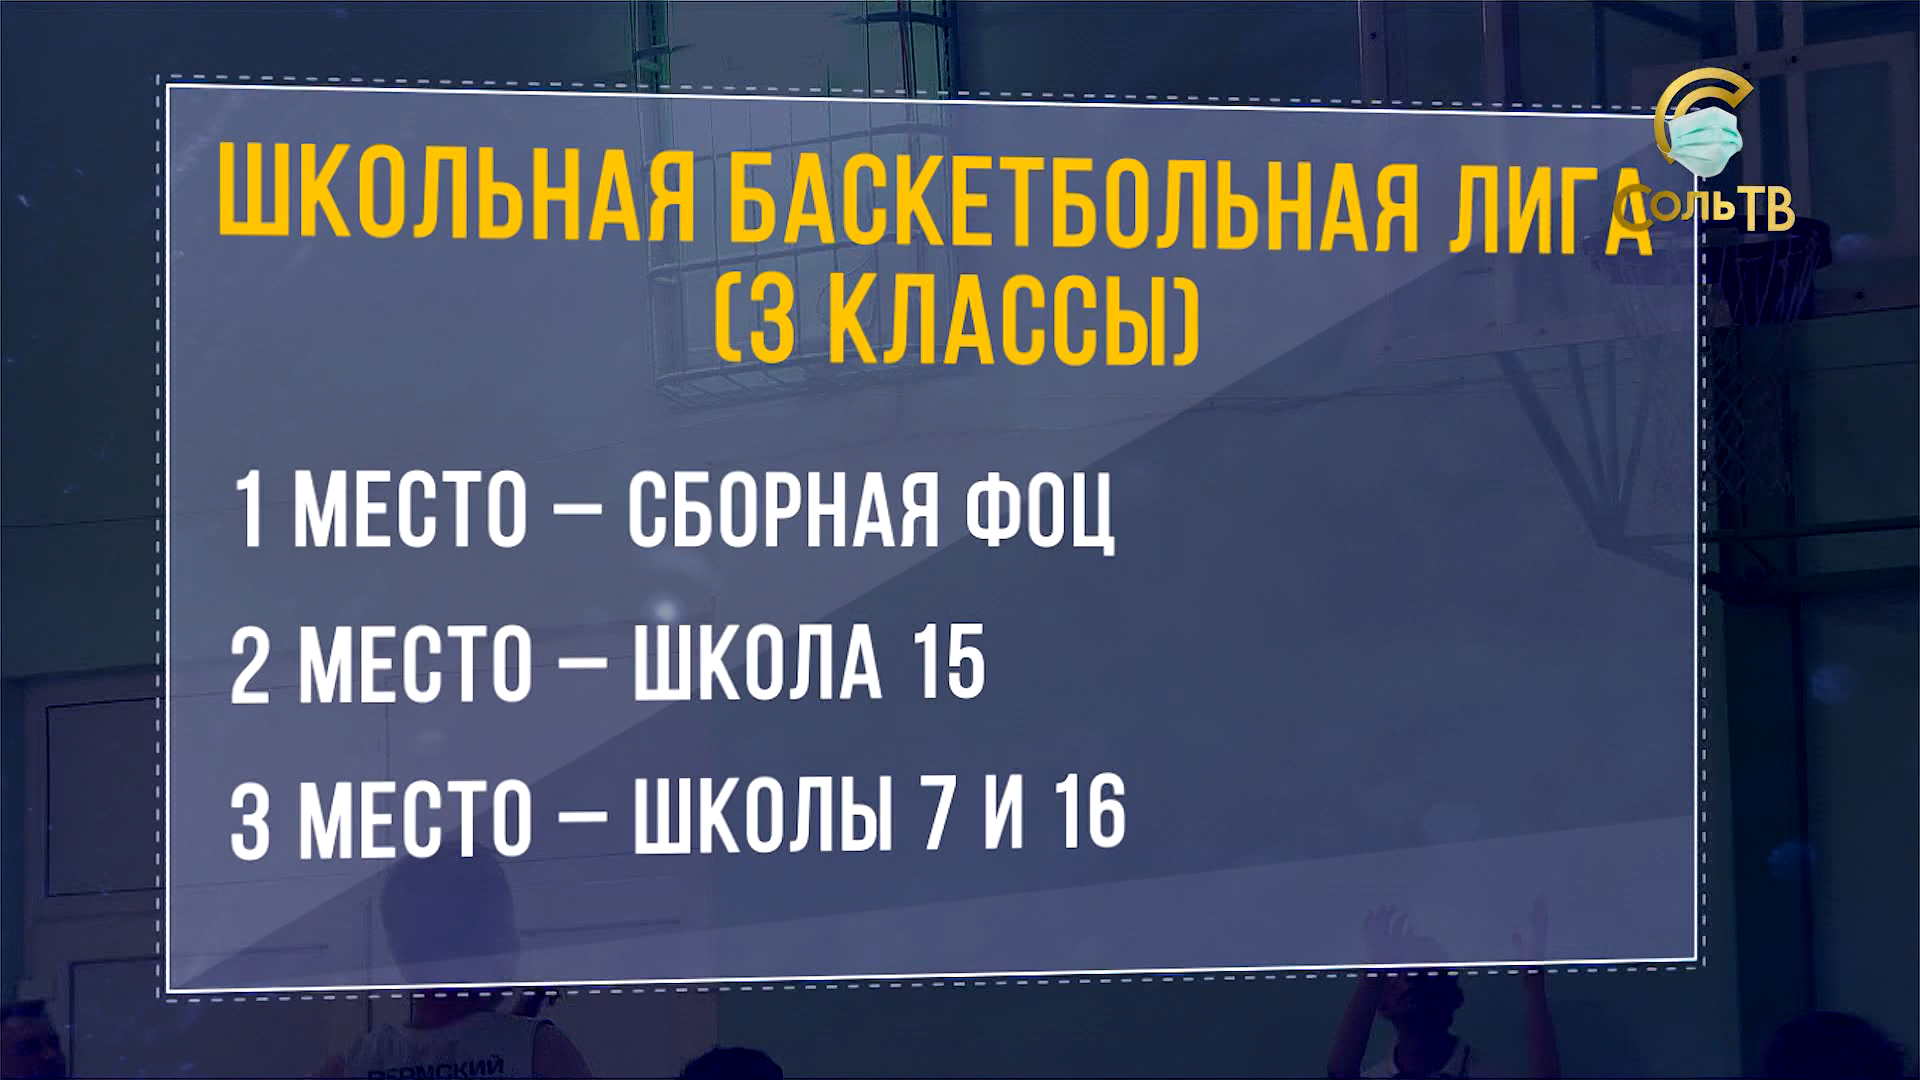 ШКОЛЬНАЯ БАСКЕТБОЛЬНАЯ ЛИГА
(3 КЛАССЫ)
СольТВ
1 МЕСТО – СБОРНАЯ ФОЦ
2 МЕСТО – ШКОЛА 15
3 МЕСТО – ШКОЛЫ 7 И 16
ПЕРМСКИЙ